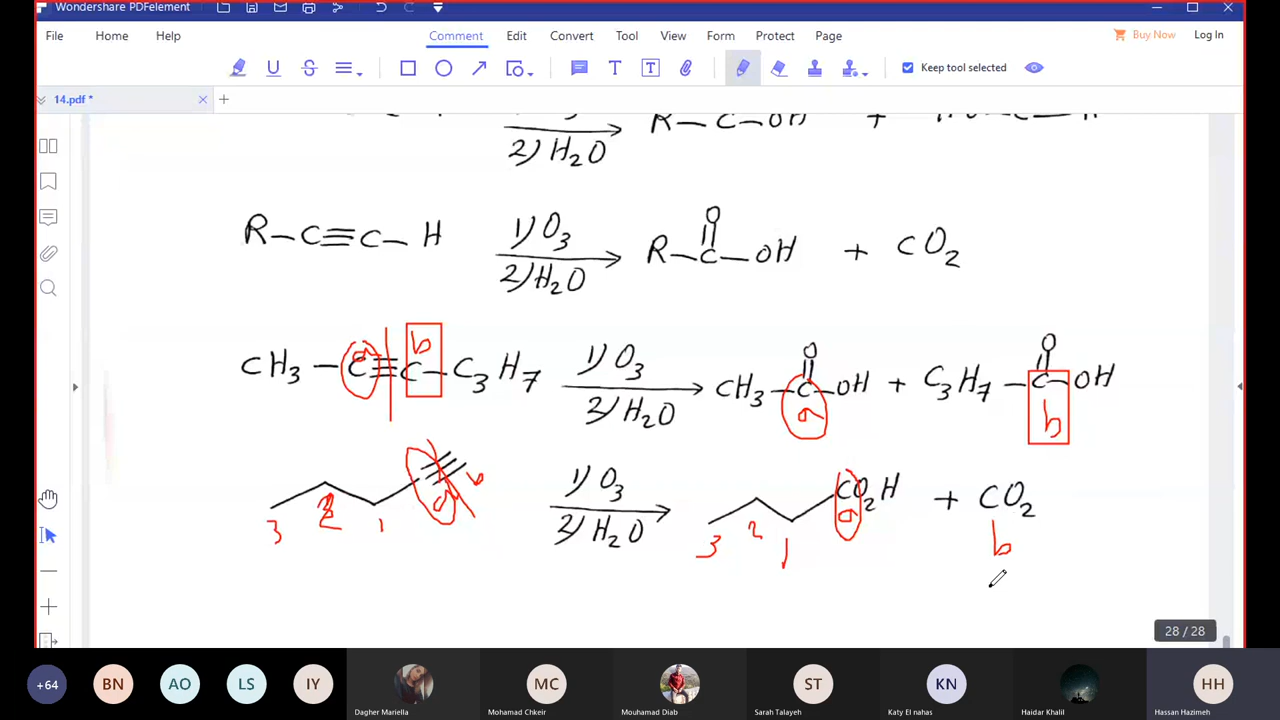 Wondershare PDFelement
File Home Help Comment Edit Convert Tool View Form Protect Page Buy Now Log In
Keep tool selected
14.pdf *
2) H2O R–C–OH +
R–C≡C–H 1) O3 2) H2O R–C–OH + CO2
O
CH3–C≡C–C3H7 1) O3 2) H2O CH3–C–OH + C3H7–C–OH
O O
a b a b
1) O3 2) H2O CO2H + CO2
3 2 1 a b 3 2 1 a b
28 / 28
+64 BN AO LS IY MC ST KN HH
Dagher Mariella Mohamad Chkeir Mouhamad Diab Sarah Talayeh Katy El nahas Haidar Khalil Hassan Hazimeh